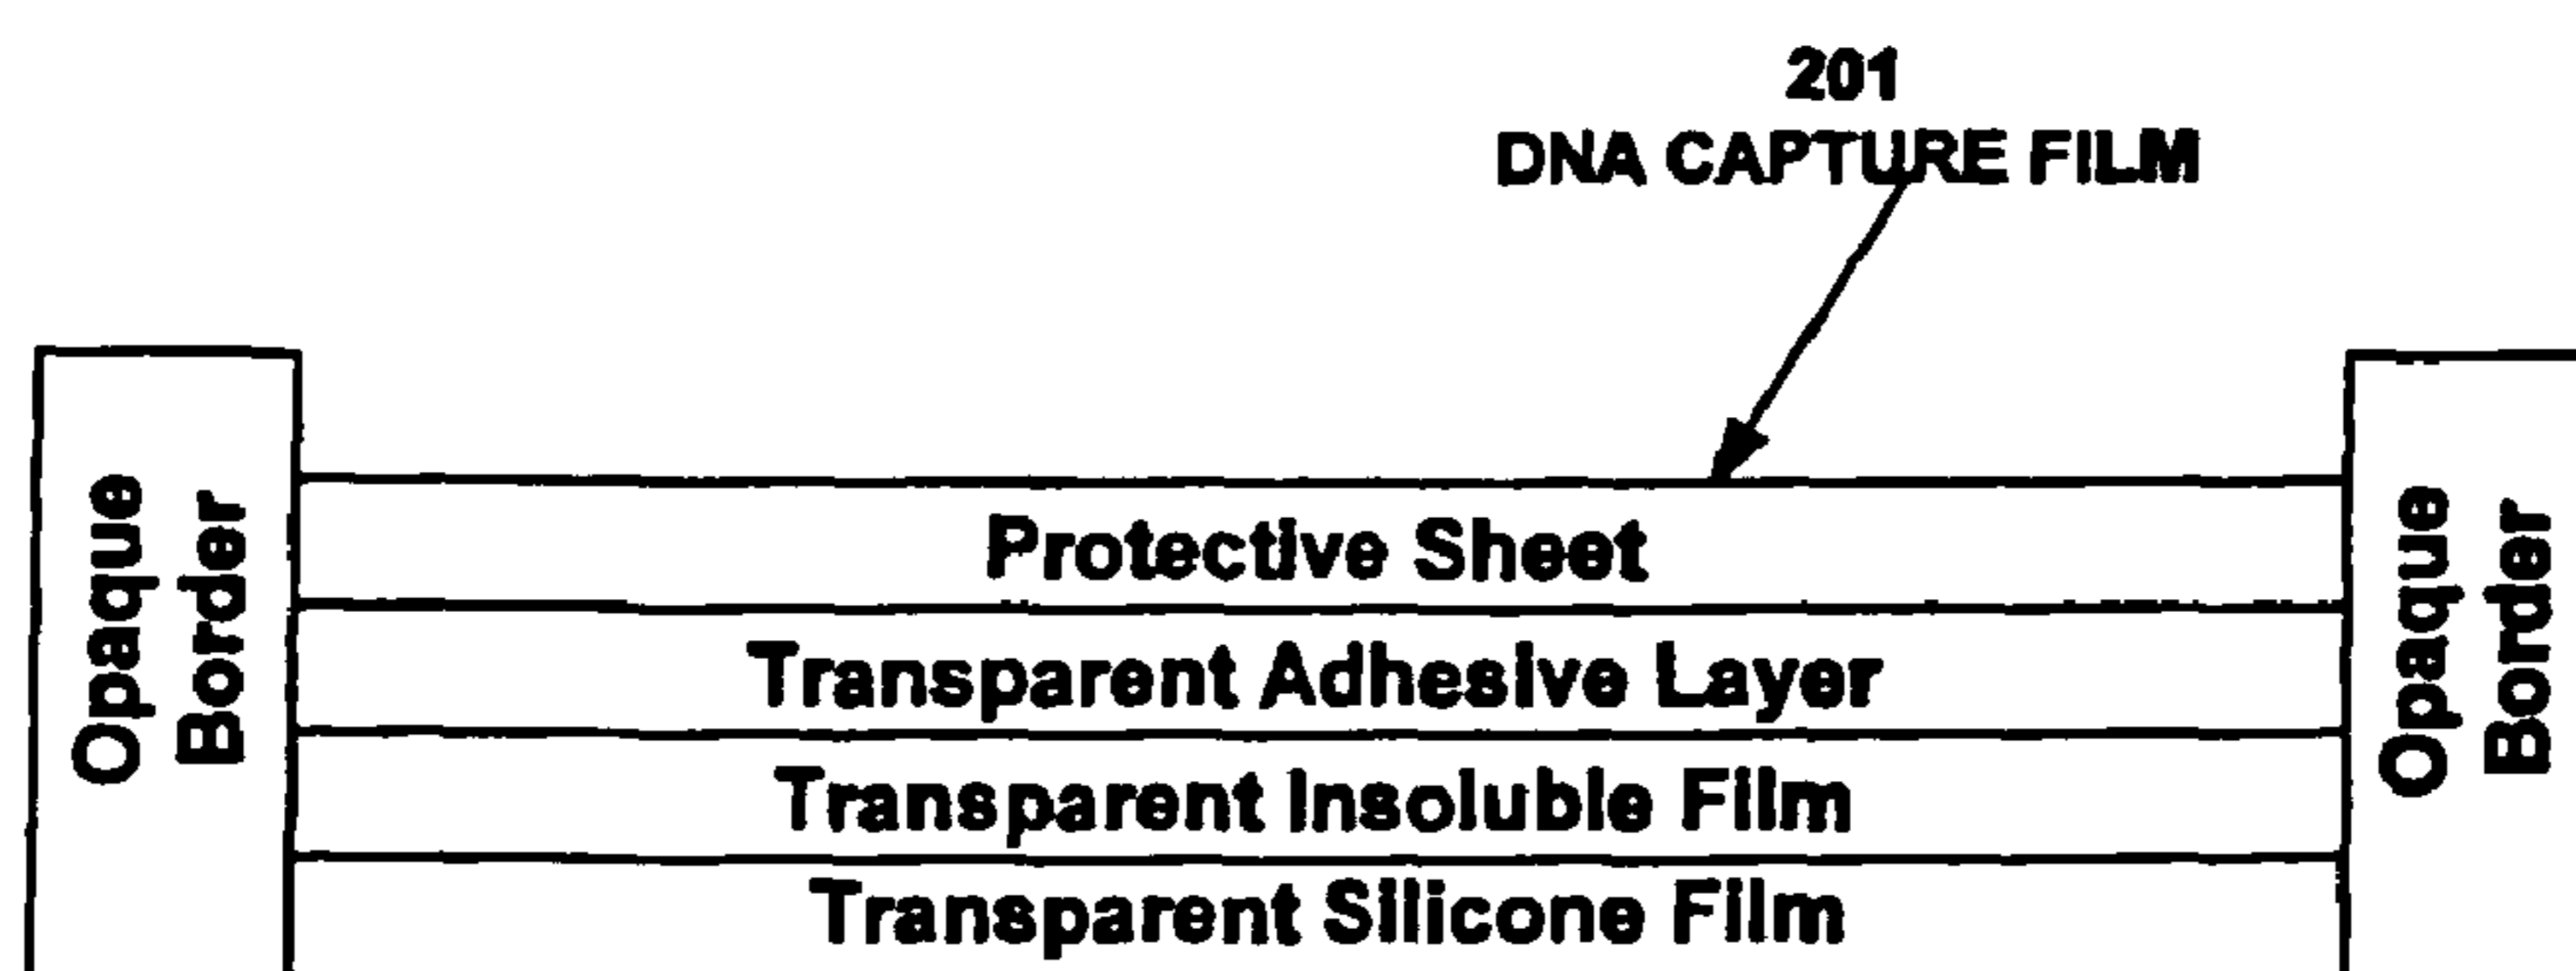 201
DNA CAPTURE FILM
Opaque
Border
Protective Sheet
Transparent Adhesive Layer
Transparent Insoluble Film
Transparent Silicone Film
Opaque
Border